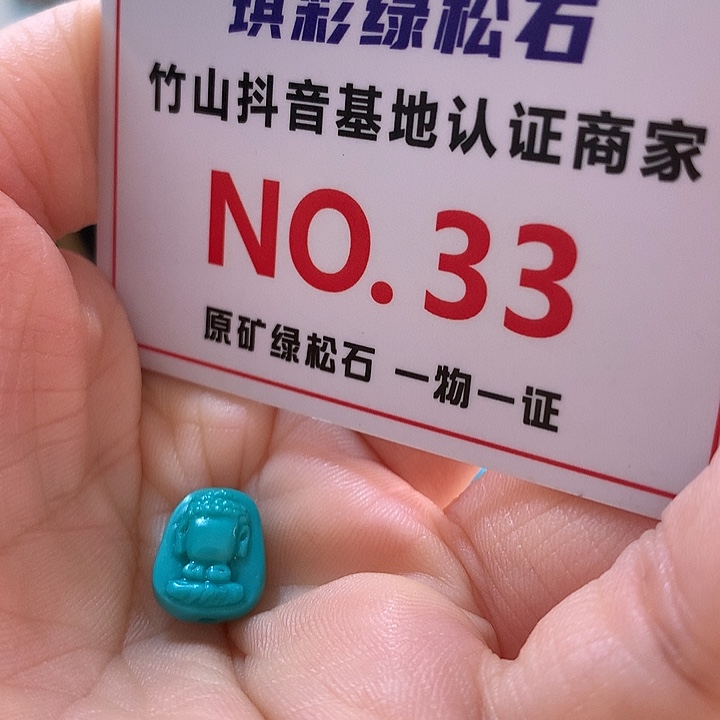 琪彩绿松石
竹山抖音基地认证商家
NO.33
原矿绿松石 一物一证